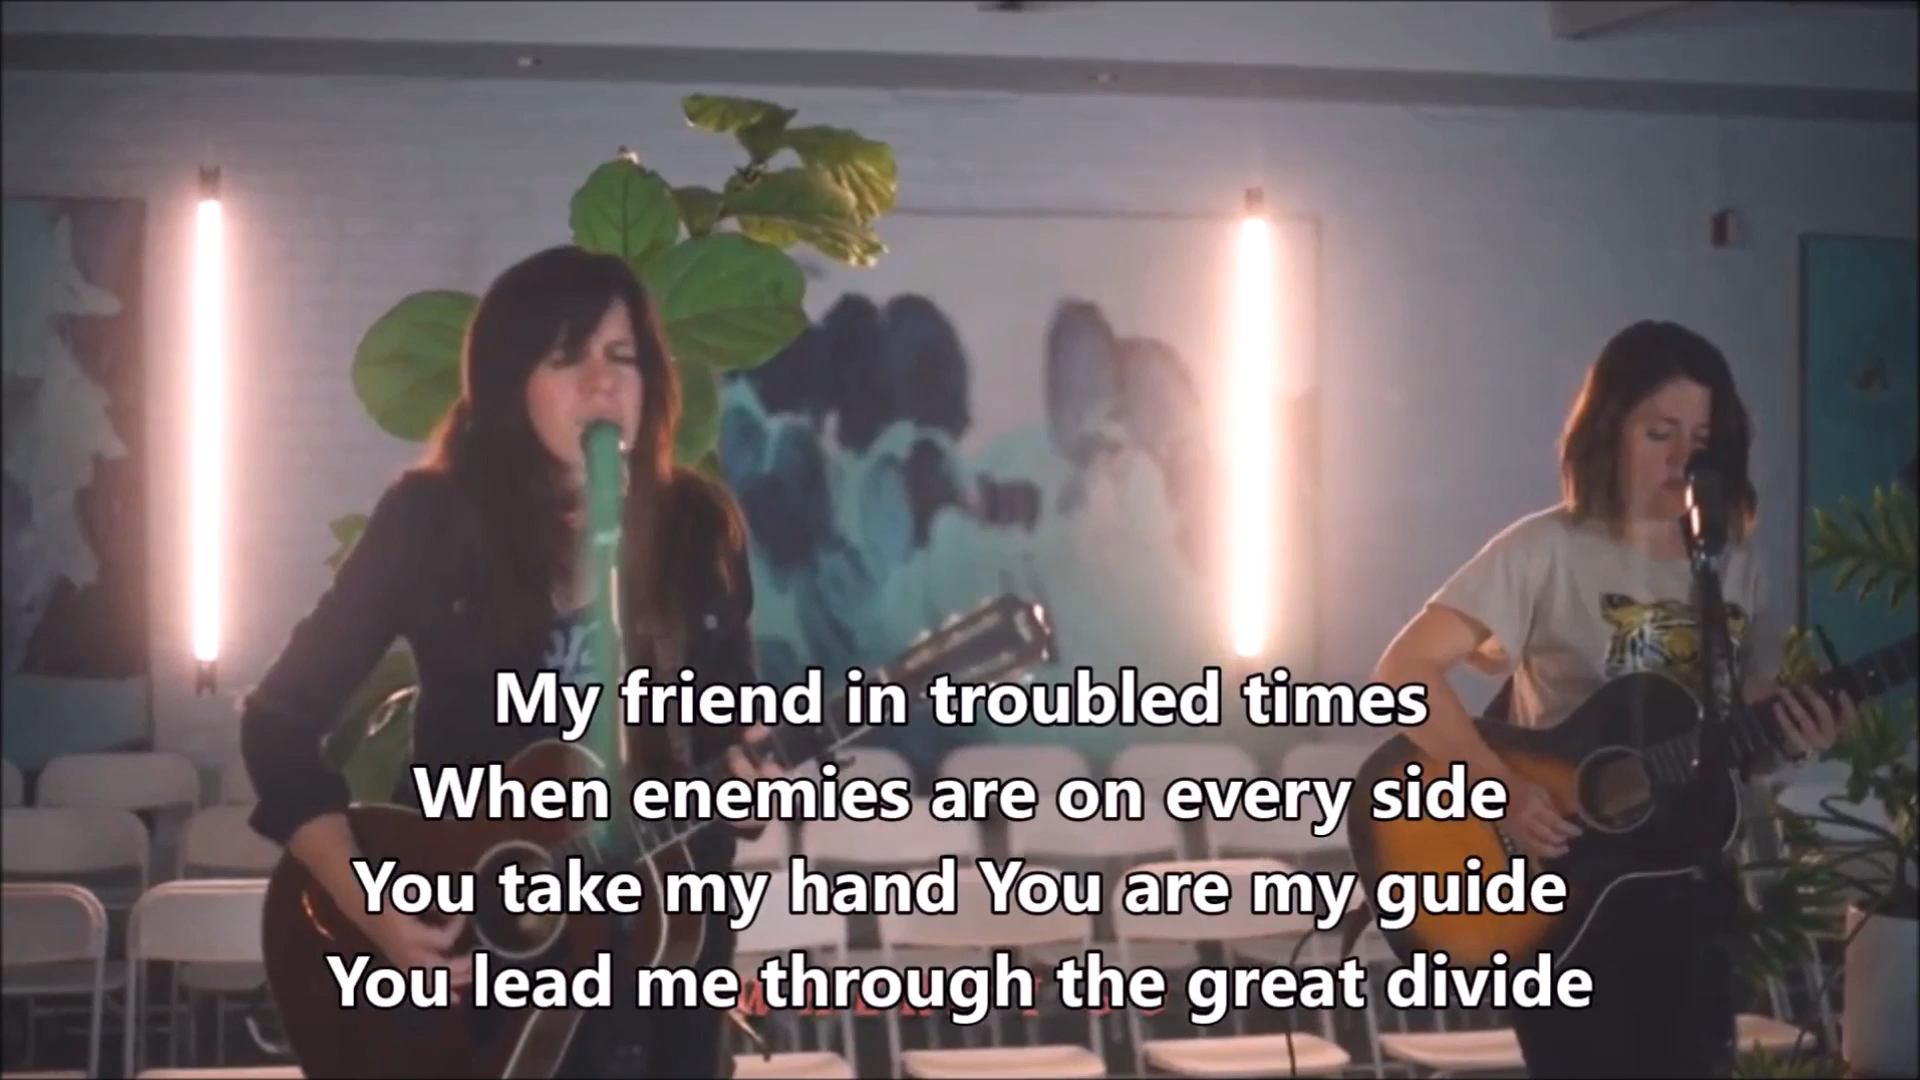 My friend in troubled times
When enemies are on every side
You take my hand You are my guide
You lead me through the great divide